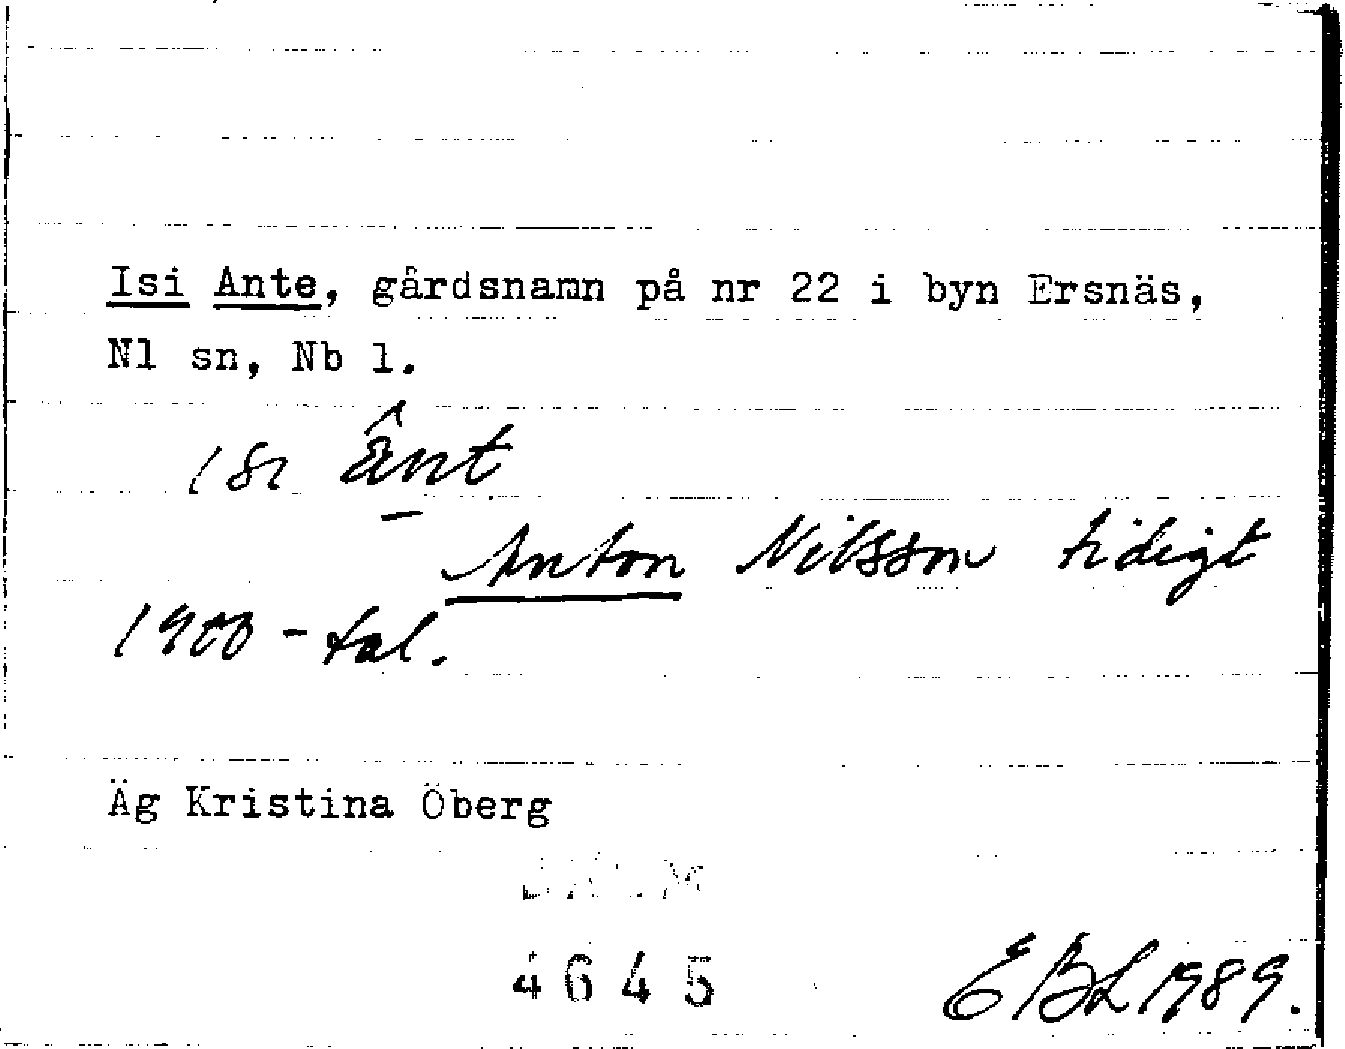 Isi Ante, gårdsnamn på nr 22 i byn Ersnäs,
Nl sn, Nb l.
isi ânt
Anton Nilsson tidigt
1900-tal.
Äg Kristina Öberg
4645
EBL 1989.